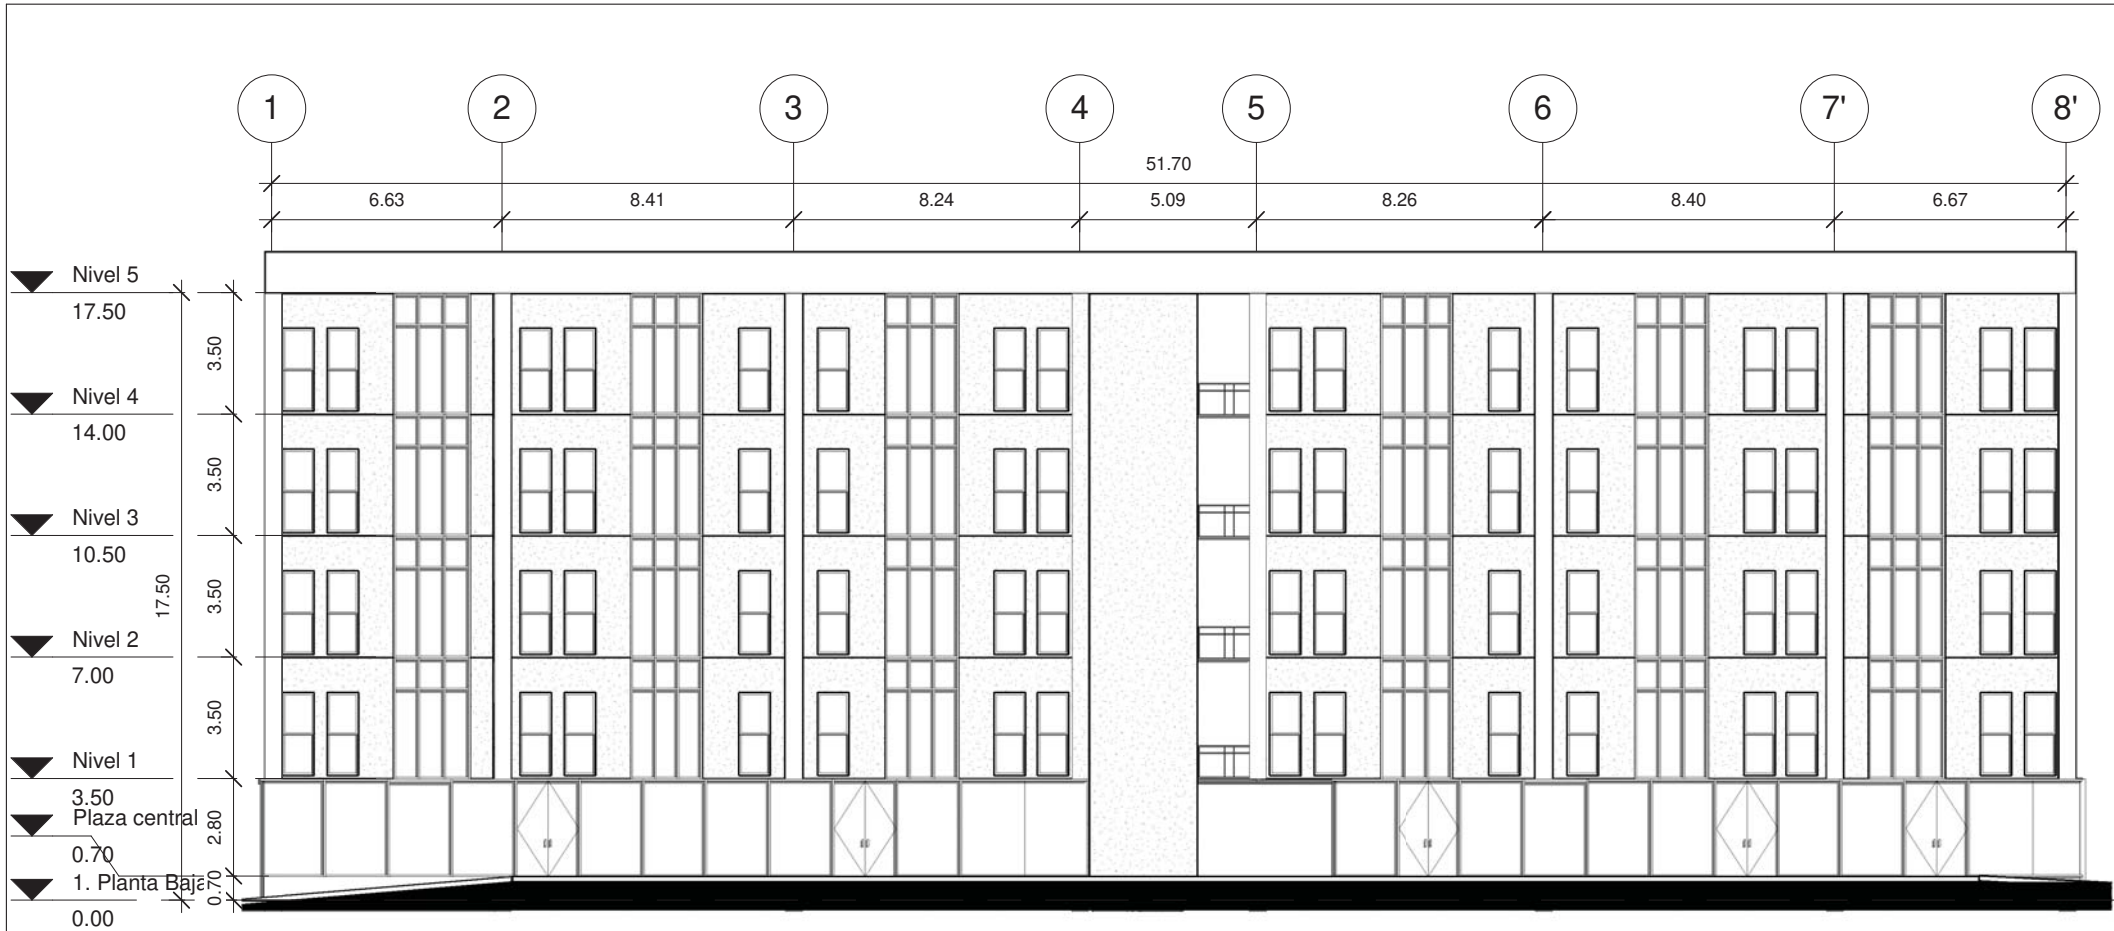 1 2 3 4 5 6 7' 8'
51.70
6.63 8.41 8.24 5.09 8.26 8.40 6.67
Nivel 5
17.50
3.50
Nivel 4
14.00
3.50
Nivel 3
10.50
3.50
17.50
Nivel 2
7.00
3.50
Nivel 1
3.50
Plaza central
2.80
0.70
1. Planta Baja
0.70
0.00